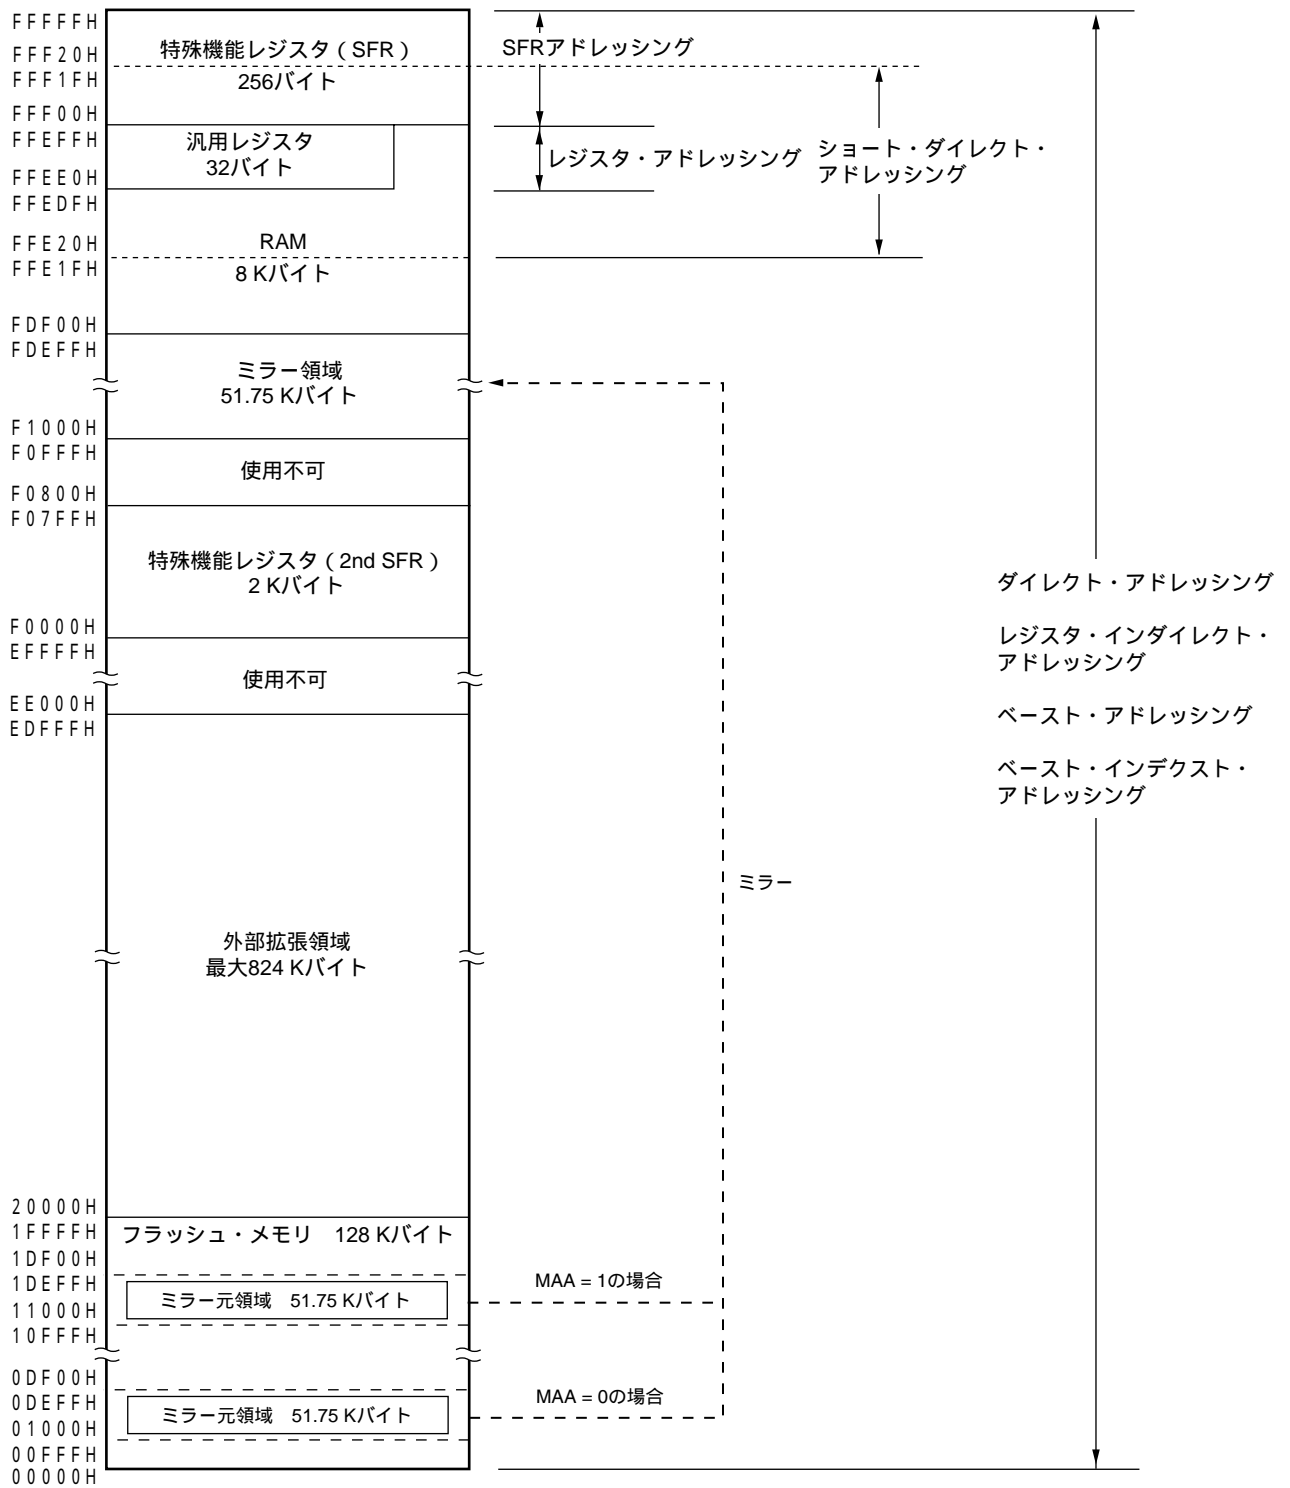 FFFFFH
特殊機能レジスタ（SFR）
SFRアドレッシング
FFF20H
FFF1FH
256バイト
FFF00H
FFEFFH
汎用レジスタ
32バイト
レジスタ・アドレッシング
ショート・ダイレクト・
アドレッシング
FFEE0H
FFEDFH
FFE20H
RAM
FFE1FH
8 Kバイト
FDF00H
FDEFFH
ミラー領域
51.75 Kバイト
F1000H
F0FFFH
使用不可
F0800H
F07FFH
特殊機能レジスタ（2nd SFR）
2 Kバイト
ダイレクト・アドレッシング
F0000H
レジスタ・インダイレクト・
アドレッシング
EFFFFH
使用不可
EE000H
ベースト・アドレッシング
EDFFFH
ベースト・インデクスト・
アドレッシング
ミラー
外部拡張領域
最大824 Kバイト
20000H
1FFFFH
フラッシュ・メモリ　128 Kバイト
1DF00H
1DEFFH
MAA = 1の場合
ミラー元領域　51.75 Kバイト
11000H
10FFFH
0DF00H
0DEFFH
MAA = 0の場合
ミラー元領域　51.75 Kバイト
01000H
00FFFH
00000H